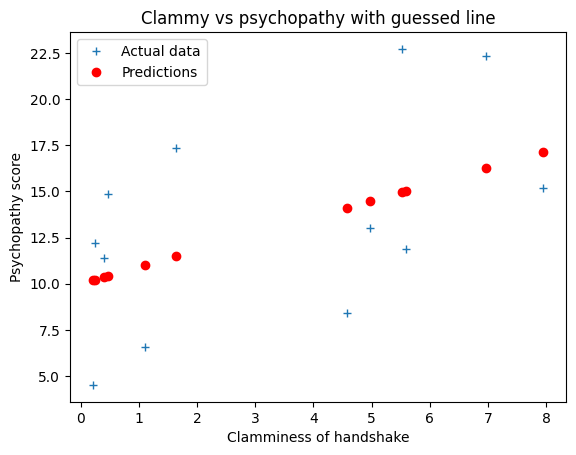 Clammy vs psychopathy with guessed line
Actual data
Predictions
22.5
20.0
17.5
15.0
12.5
10.0
7.5
5.0
Psychopathy score
0 1 2 3 4 5 6 7 8
Clamminess of handshake